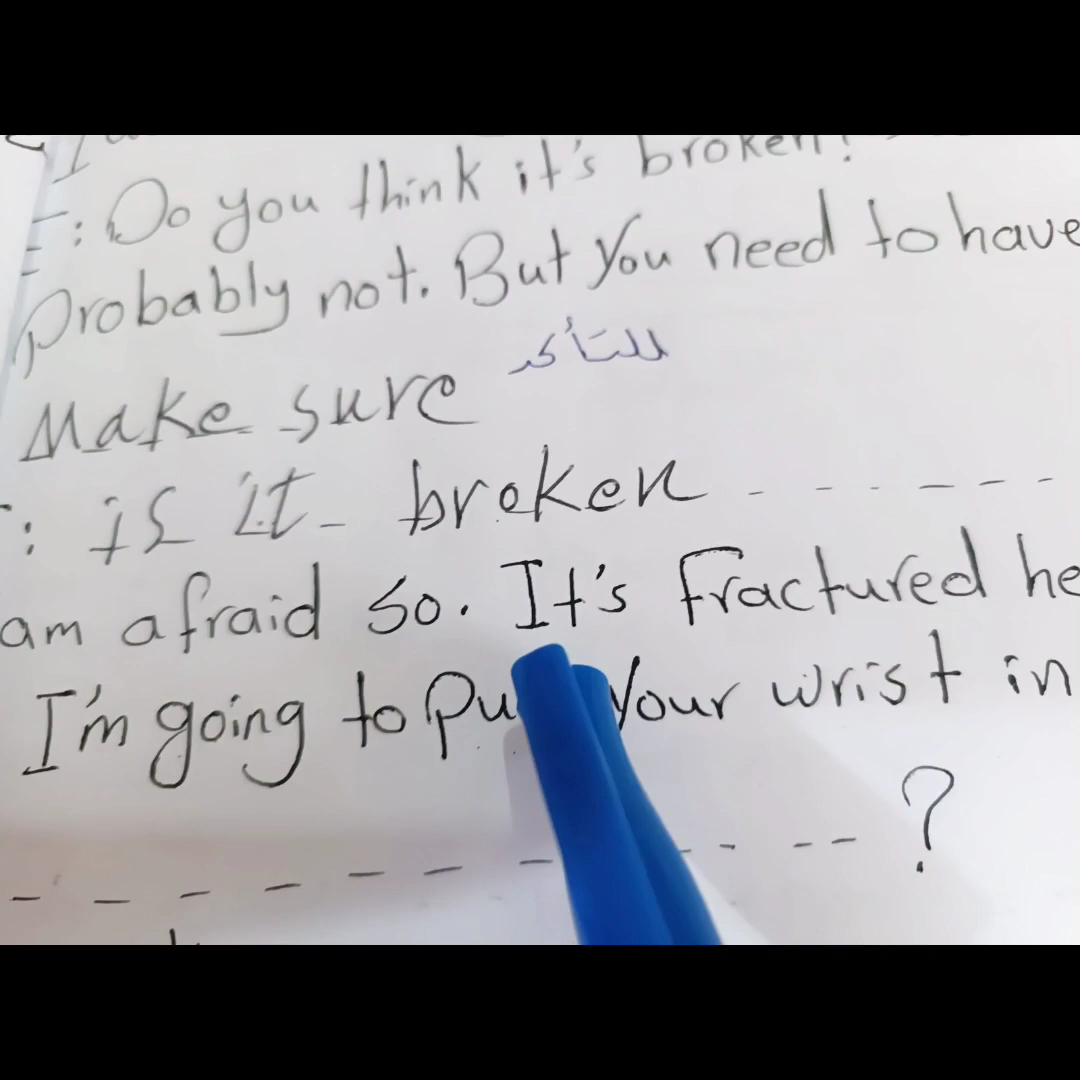 : Do you think it's broken?
Probably not. But you need to have
للتأكد
Make sure
: is it broken
am afraid so. It's fractured he
I'm going to pu your wrist in
?